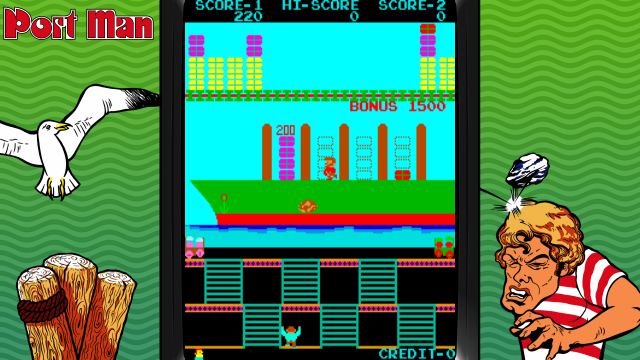 Port Man
SCORE-1 HI-SCORE SCORE-2
220 0 0
BONUS 1500
200
CREDIT-0